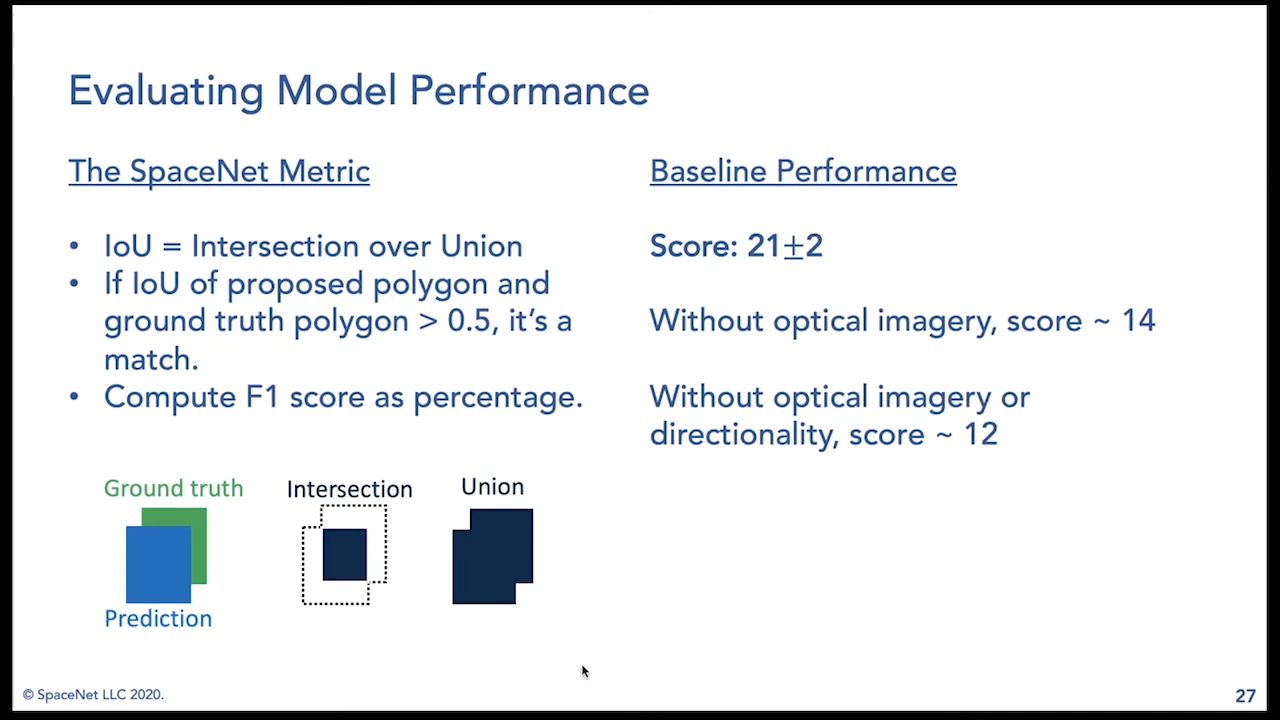 Evaluating Model Performance
The SpaceNet Metric
• IoU = Intersection over Union
• If IoU of proposed polygon and
ground truth polygon > 0.5, it’s a
match.
• Compute F1 score as percentage.
Baseline Performance
Score: 21±2
Without optical imagery, score ~ 14
Without optical imagery or
directionality, score ~ 12
Ground truth
Intersection
Union
Prediction
© SpaceNet LLC 2020.
27